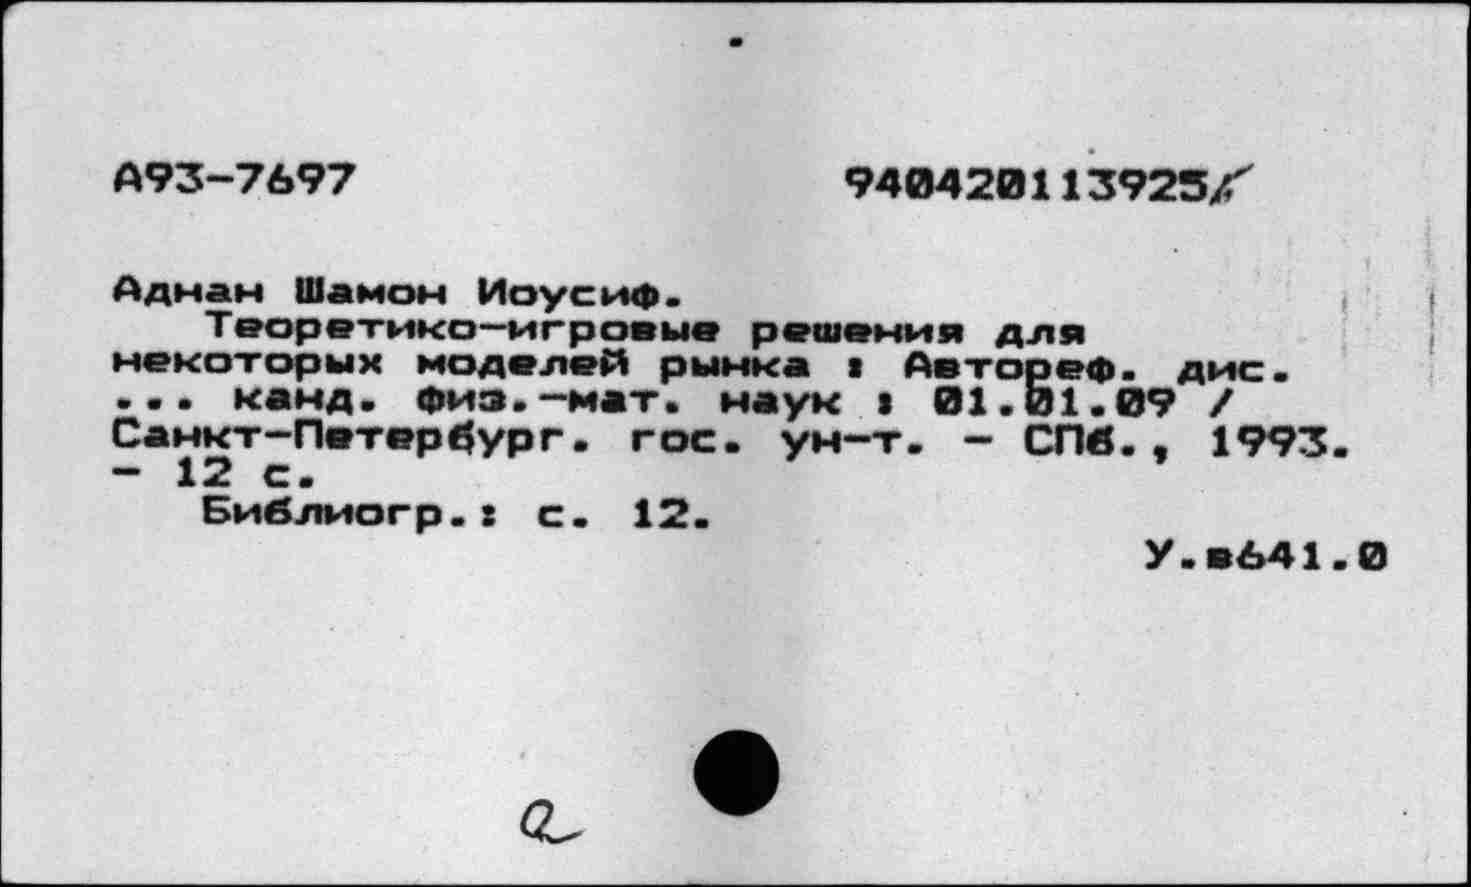 А93-7697 940420113925
Аднан Шамон Иоусиф.
Теоретико-игровые решения для
некоторых моделей рынка : Автореф. дис.
... канд. физ.-мат. наук : 01.01.09 /
Санкт-Петербург. гос. ун-т. - СПб., 1993.
- 12 с.
Библиогр.: с. 12.
У.в641.0
а